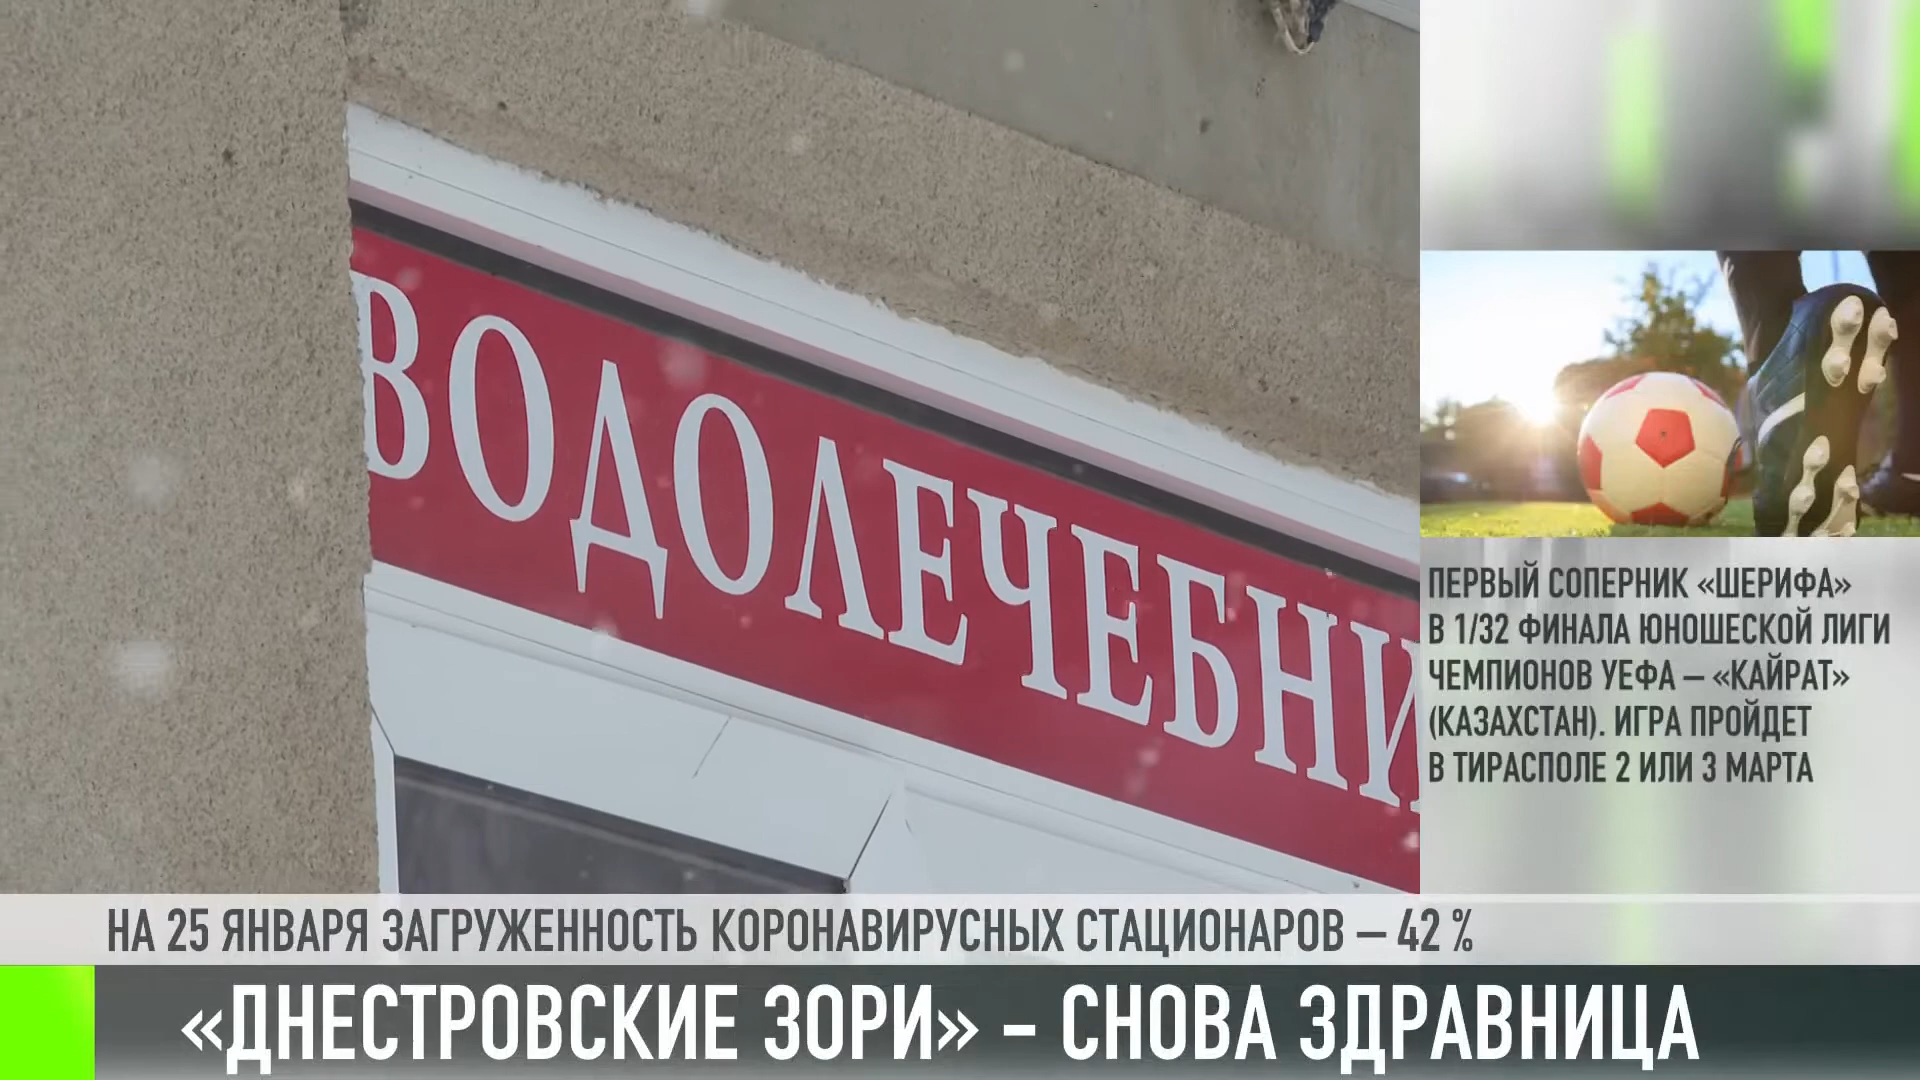 ВОДОЛЕЧЕБНИ
ПЕРВЫЙ СОПЕРНИК «ШЕРИФА»
В 1/32 ФИНАЛА ЮНОШЕСКОЙ ЛИГИ
ЧЕМПИОНОВ УЕФА – «КАЙРАТ»
(КАЗАХСТАН). ИГРА ПРОЙДЕТ
В ТИРАСПОЛЕ 2 ИЛИ 3 МАРТА
НА 25 ЯНВАРЯ ЗАГРУЖЕННОСТЬ КОРОНАВИРУСНЫХ СТАЦИОНАРОВ – 42 %
«ДНЕСТРОВСКИЕ ЗОРИ» – СНОВА ЗДРАВНИЦА